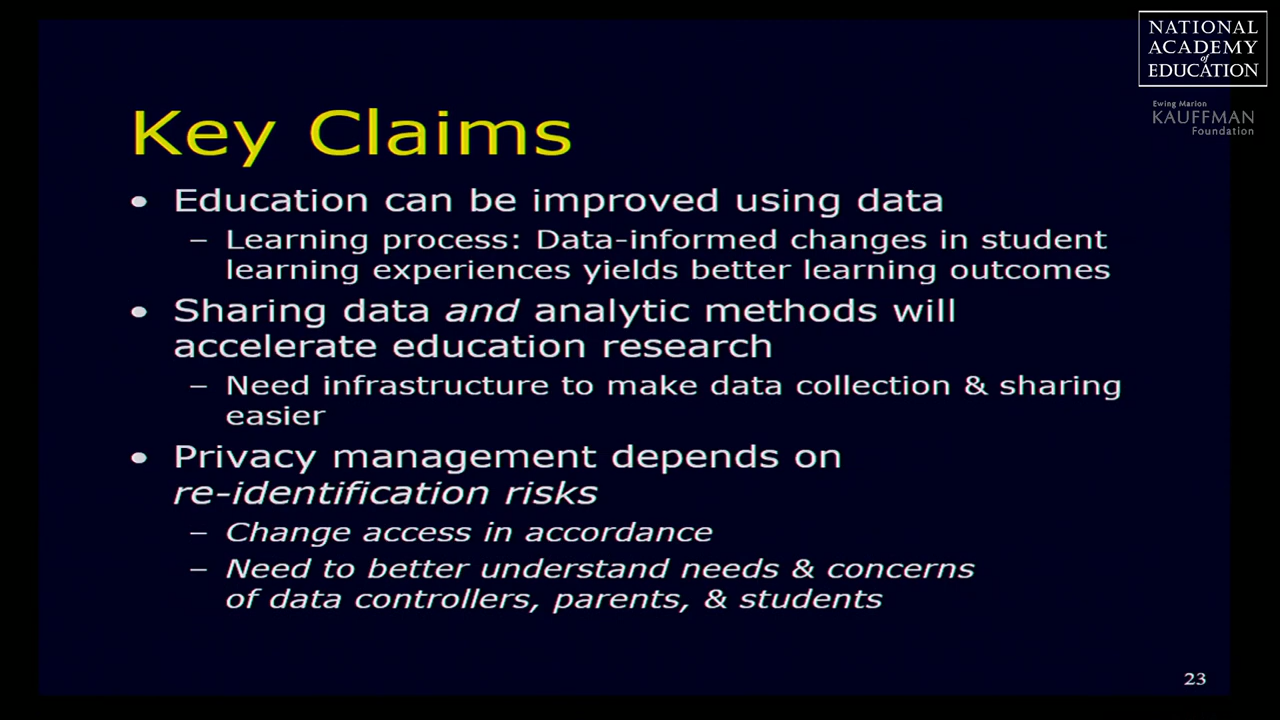 NATIONAL
ACADEMY
of
EDUCATION
Ewing Marion
KAUFFMAN
Foundation
Key Claims
• Education can be improved using data
– Learning process: Data-informed changes in student
learning experiences yields better learning outcomes
• Sharing data and analytic methods will
accelerate education research
– Need infrastructure to make data collection & sharing
easier
• Privacy management depends on
re-identification risks
– Change access in accordance
– Need to better understand needs & concerns
of data controllers, parents, & students
23